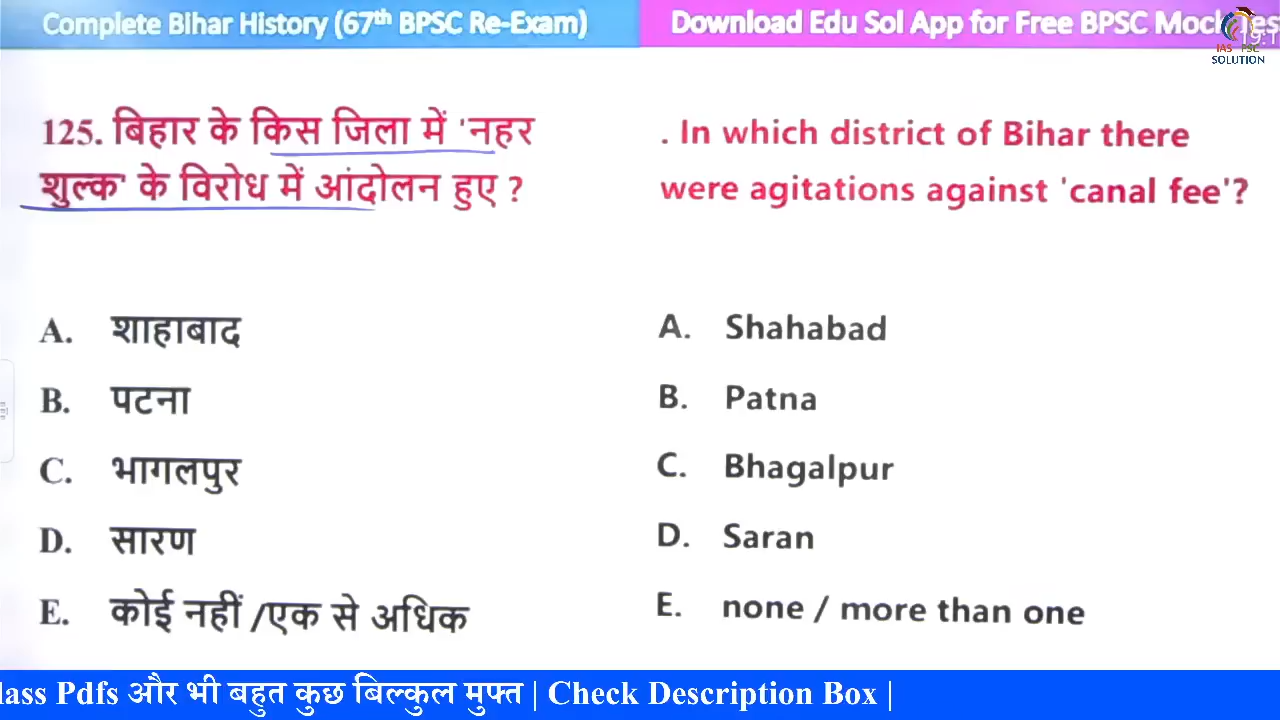 Complete Bihar History (67th BPSC Re-Exam)
Download Edu Sol App for Free BPSC Mock
IAS PSC
SOLUTION
125. बिहार के किस जिला में 'नहर
शुल्क' के विरोध में आंदोलन हुए ?
. In which district of Bihar there
were agitations against 'canal fee'?
A. शाहाबाद
B. पटना
C. भागलपुर
D. सारण
E. कोई नहीं /एक से अधिक
A. Shahabad
B. Patna
C. Bhagalpur
D. Saran
E. none / more than one
lass Pdfs और भी बहुत कुछ बिल्कुल मुफ्त | Check Description Box |